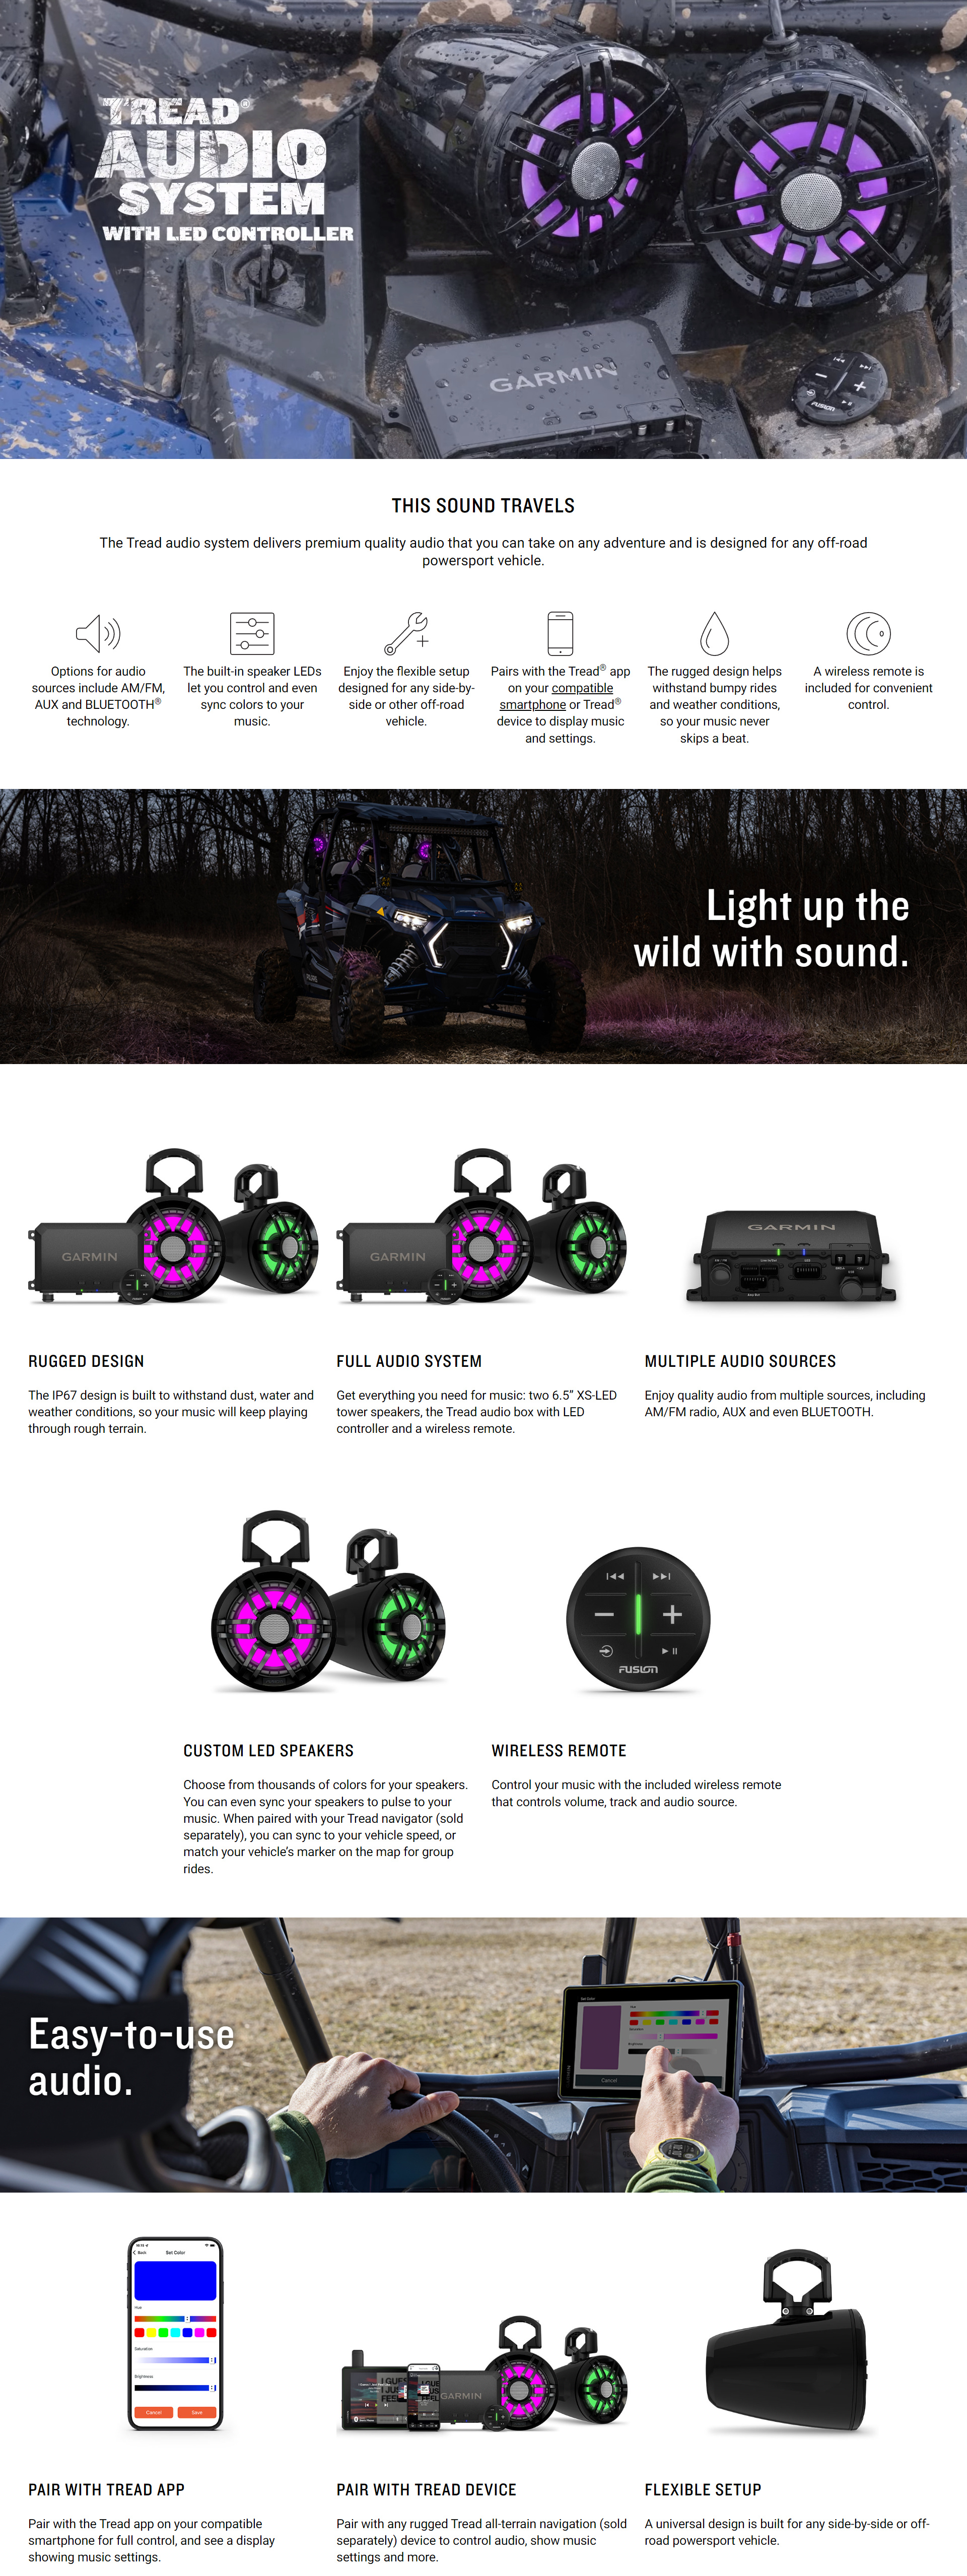 TREAD®
AUDIO
SYSTEM
WITH LED CONTROLLER
GARMIN
FUSION
THIS SOUND TRAVELS
The Tread audio system delivers premium quality audio that you can take on any adventure and is designed for any off-road
powersport vehicle.
Options for audio
sources include AM/FM,
AUX and BLUETOOTH®
technology.
The built-in speaker LEDs
let you control and even
sync colors to your
music.
Enjoy the flexible setup
designed for any side-by-
side or other off-road
vehicle.
Pairs with the Tread® app
on your compatible
smartphone or Tread®
device to display music
and settings.
The rugged design helps
withstand bumpy rides
and weather conditions,
so your music never
skips a beat.
A wireless remote is
included for convenient
control.
Light up the
wild with sound.
GARMIN
GARMIN
GARMIN
RUGGED DESIGN
The IP67 design is built to withstand dust, water and
weather conditions, so your music will keep playing
through rough terrain.
FULL AUDIO SYSTEM
Get everything you need for music: two 6.5” XS-LED
tower speakers, the Tread audio box with LED
controller and a wireless remote.
MULTIPLE AUDIO SOURCES
Enjoy quality audio from multiple sources, including
AM/FM radio, AUX and even BLUETOOTH.
FUSION
CUSTOM LED SPEAKERS
Choose from thousands of colors for your speakers.
You can even sync your speakers to pulse to your
music. When paired with your Tread navigator (sold
separately), you can sync to your vehicle speed, or
match your vehicle’s marker on the map for group
rides.
WIRELESS REMOTE
Control your music with the included wireless remote
that controls volume, track and audio source.
Easy-to-use
audio.
Set Color
Hue
Cancel
Back
Set Color
Hue
Saturation
Brightness
Cancel
Save
GARMIN
PAIR WITH TREAD APP
Pair with the Tread app on your compatible
smartphone for full control, and see a display
showing music settings.
PAIR WITH TREAD DEVICE
Pair with any rugged Tread all-terrain navigation (sold
separately) device to control audio, show music
settings and more.
FLEXIBLE SETUP
A universal design is built for any side-by-side or off-
road powersport vehicle.